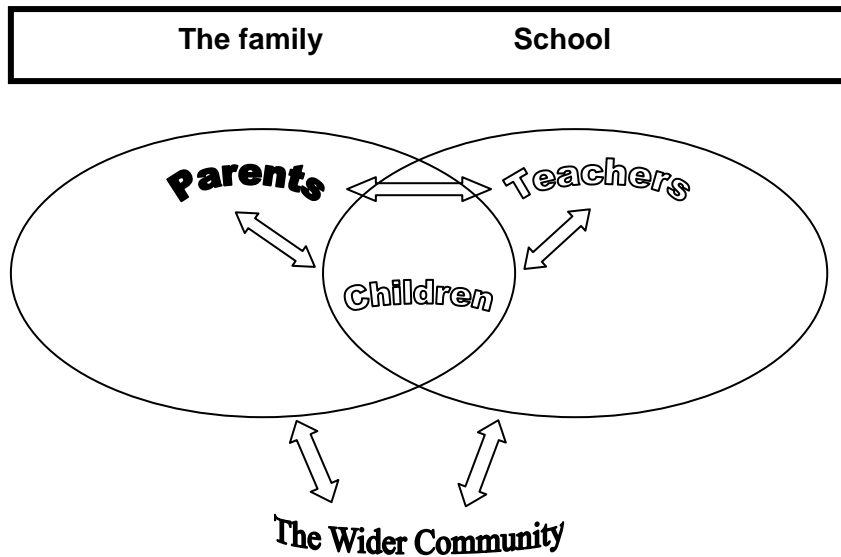 The family School
Parents Teachers
Children
The Wider Community